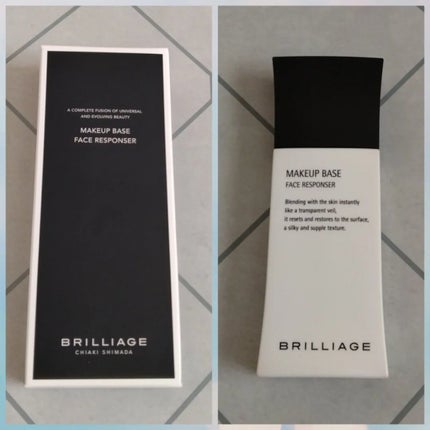 A COMPLETE FUSION OF UNIVERSAL
AND EVOLVING BEAUTY
MAKEUP BASE
FACE RESPONSER
BRILLIAGE
CHIAKI SHIMADA
MAKEUP BASE
FACE RESPONSER
Blending with the skin instantly
like a transparent veil,
it resets and restores to the surface,
a silky and supple texture.
BRILLIAGE